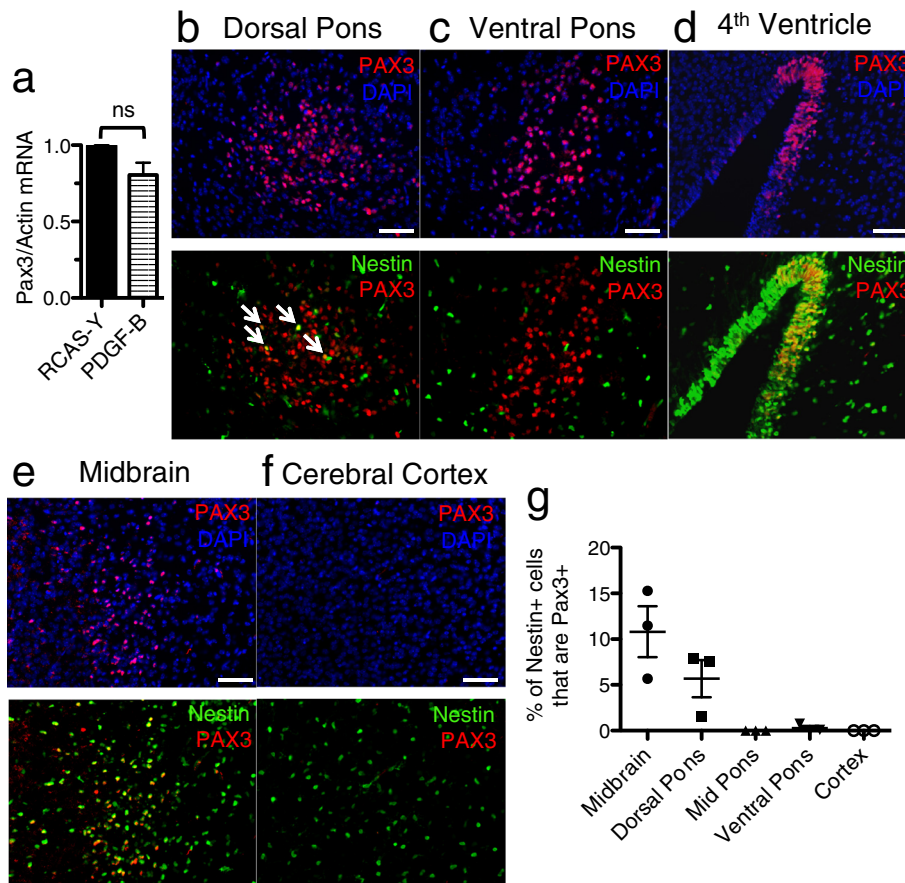 a
ns
Pax3/Actin mRNA
1.0
0.5
0.0
RCAS-Y
PDGF-B
b
Dorsal Pons
PAX3
DAPI
Nestin
PAX3
c
Ventral Pons
PAX3
DAPI
Nestin
PAX3
d
4th Ventricle
PAX3
DAPI
Nestin
PAX3
e
Midbrain
PAX3
DAPI
Nestin
PAX3
f
Cerebral Cortex
PAX3
DAPI
Nestin
PAX3
g
% of Nestin+ cells
that are Pax3+
20
15
10
5
0
Midbrain
Dorsal Pons
Mid Pons
Ventral Pons
Cortex